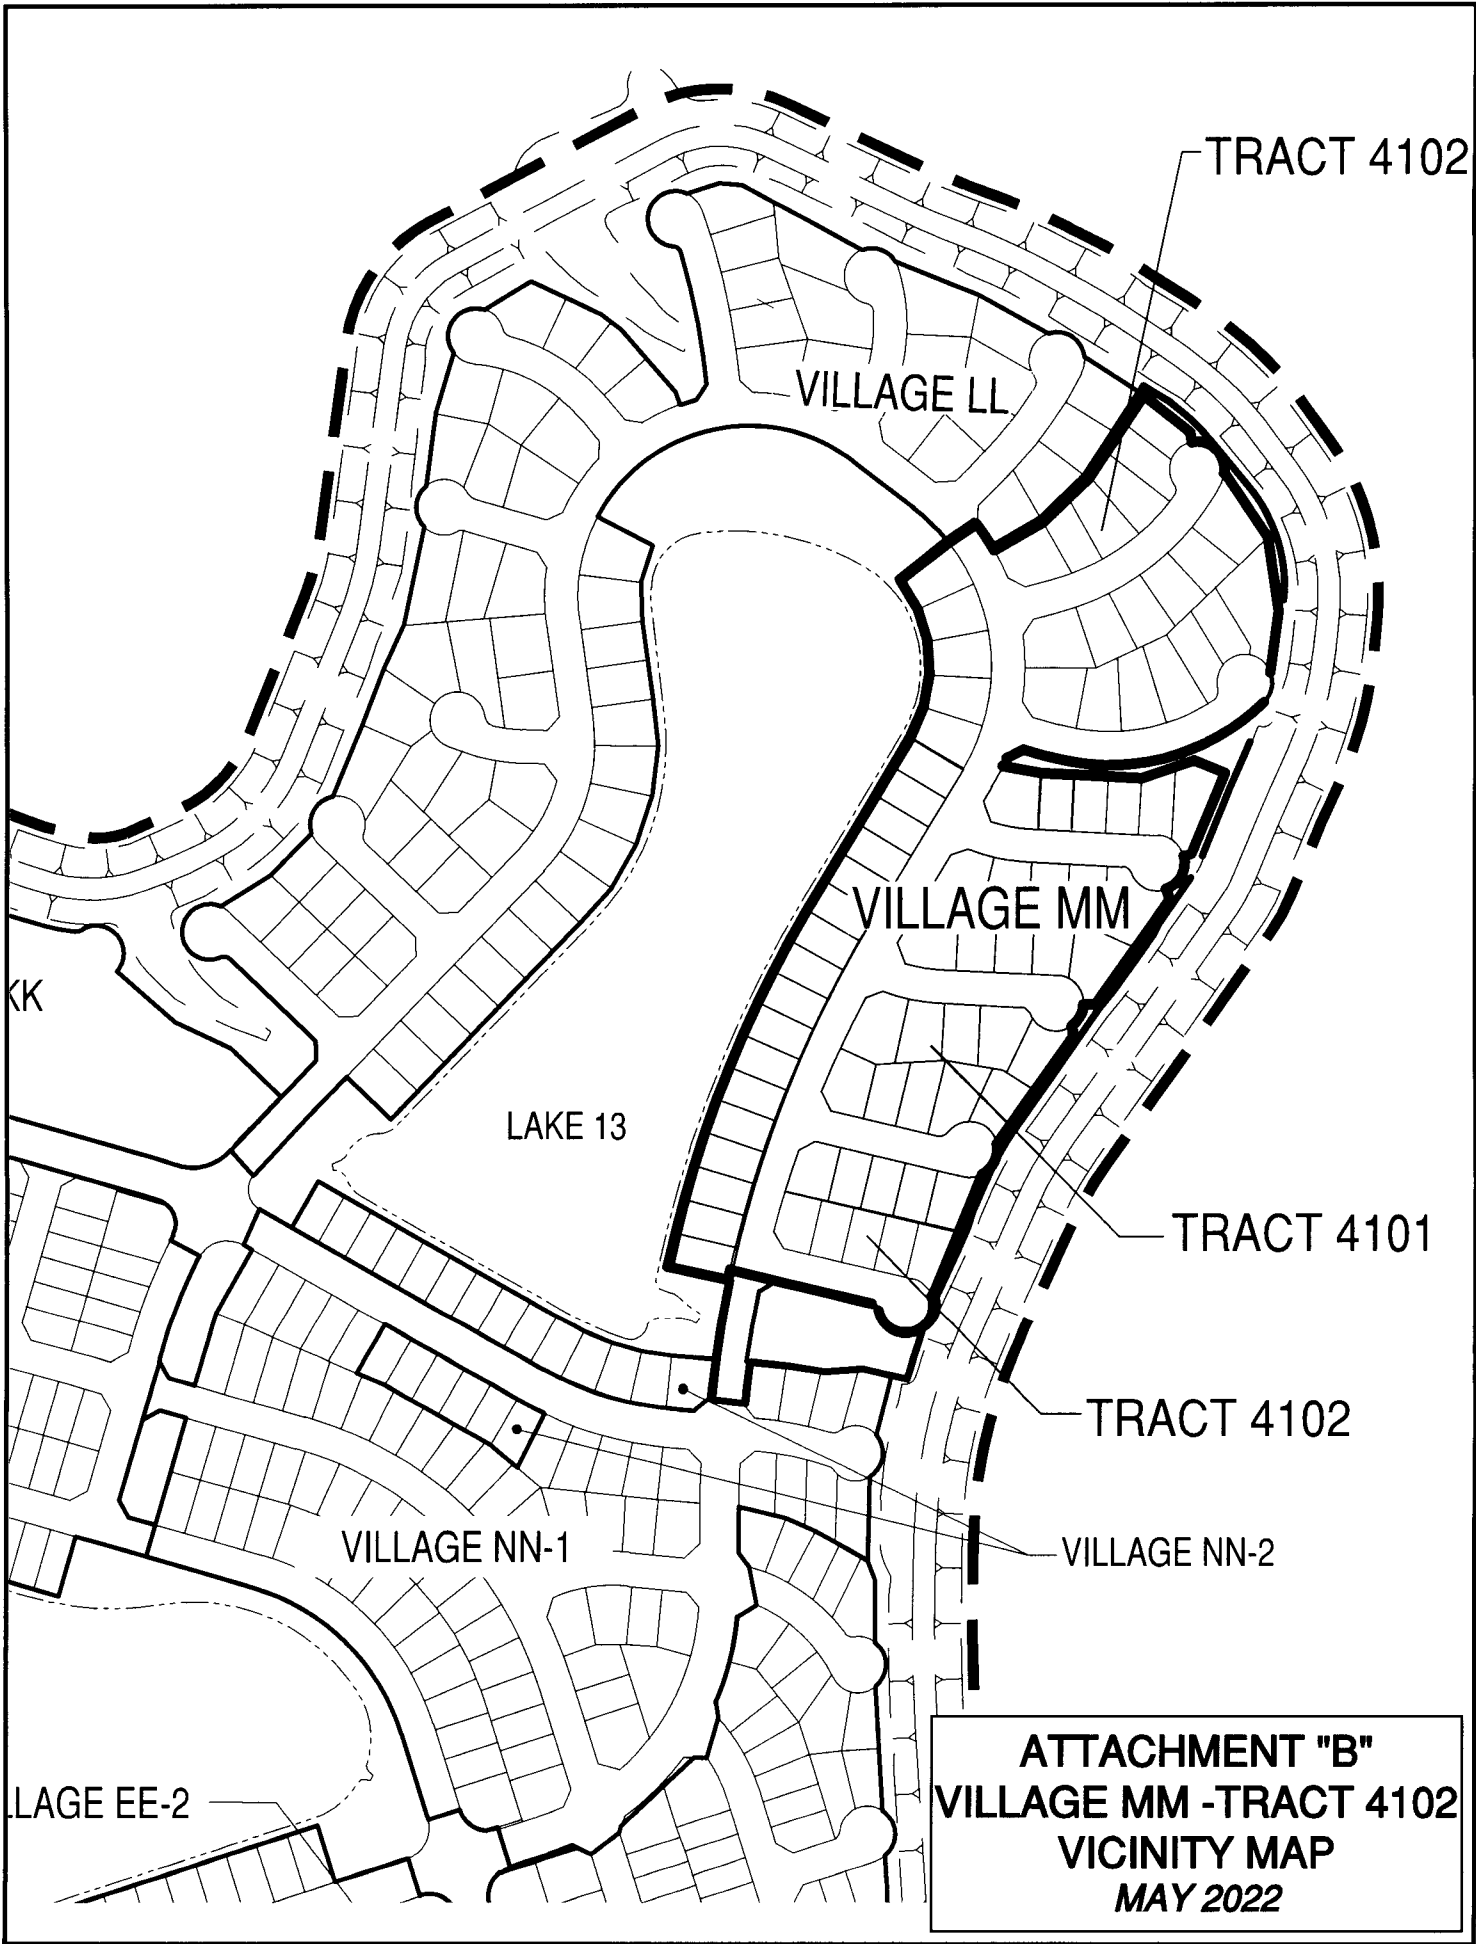 TRACT 4102
VILLAGE LL
VILLAGE MM
KK
LAKE 13
TRACT 4101
TRACT 4102
VILLAGE NN-1
VILLAGE NN-2
LLAGE EE-2
ATTACHMENT "B"
VILLAGE MM -TRACT 4102
VICINITY MAP
MAY 2022